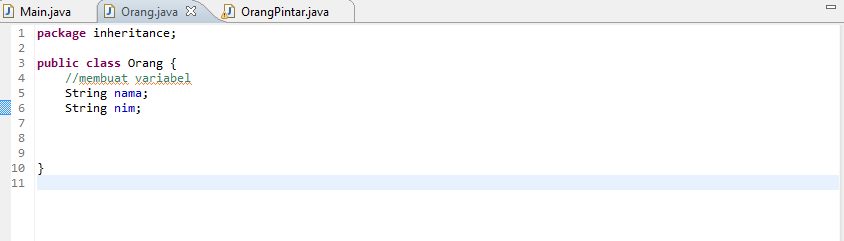 Main.java Orang.java OrangPintar.java
1 package inheritance;
2
3 public class Orang {
4 //membuat variabel
5 String nama;
6 String nim;
7
8
9
10 }
11